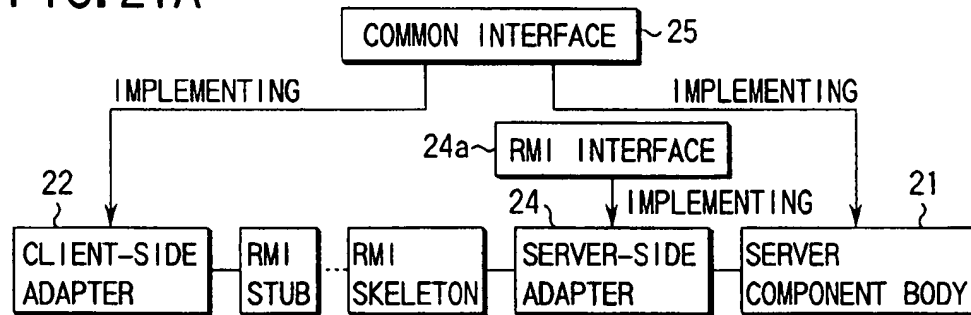 FIG. 21A
COMMON INTERFACE
25
IMPLEMENTING
IMPLEMENTING
24a
RMI INTERFACE
22
24
IMPLEMENTING
21
CLIENT-SIDE
ADAPTER
RMI
STUB
RMI
SKELETON
SERVER-SIDE
ADAPTER
SERVER
COMPONENT BODY